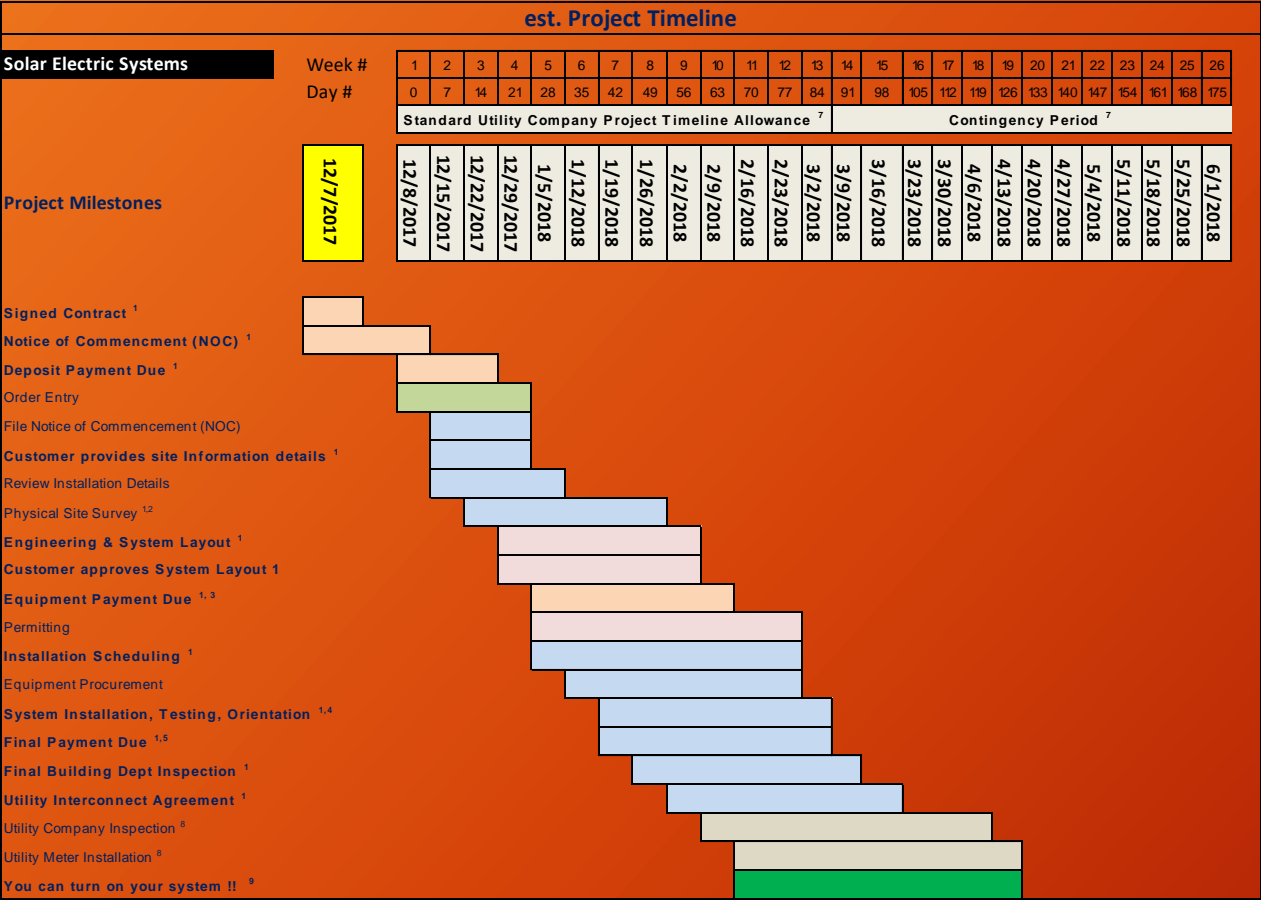 est. Project Timeline
Solar Electric Systems Week # 1 2 3 4 5 6 7 8 9 10 11 12 13 14 15 16 17 18 19 20 21 22 23 24 25 26
Day # 0 7 14 21 28 35 42 49 56 63 70 77 84 91 98 105 112 119 126 133 140 147 154 161 168 175
Standard Utility Company Project Timeline Allowance 7 Contingency Period 7
Project Milestones 12/7/2017 12/8/2017 12/15/2017 12/22/2017 12/29/2017 1/5/2018 1/12/2018 1/19/2018 1/26/2018 2/2/2018 2/9/2018 2/16/2018 2/23/2018 3/2/2018 3/9/2018 3/16/2018 3/23/2018 3/30/2018 4/6/2018 4/13/2018 4/20/2018 4/27/2018 5/4/2018 5/11/2018 5/18/2018 5/25/2018 6/1/2018
Signed Contract 1
Notice of Commencment (NOC) 1
Deposit Payment Due 1
Order Entry
File Notice of Commencement (NOC)
Customer provides site Information details 1
Review Installation Details
Physical Site Survey 1,2
Engineering & System Layout 1
Customer approves System Layout 1
Equipment Payment Due 1, 3
Permitting
Installation Scheduling 1
Equipment Procurement
System Installation, Testing, Orientation 1,4
Final Payment Due 1,5
Final Building Dept Inspection 1
Utility Interconnect Agreement 1
Utility Company Inspection 8
Utility Meter Installation 8
You can turn on your system !! 9